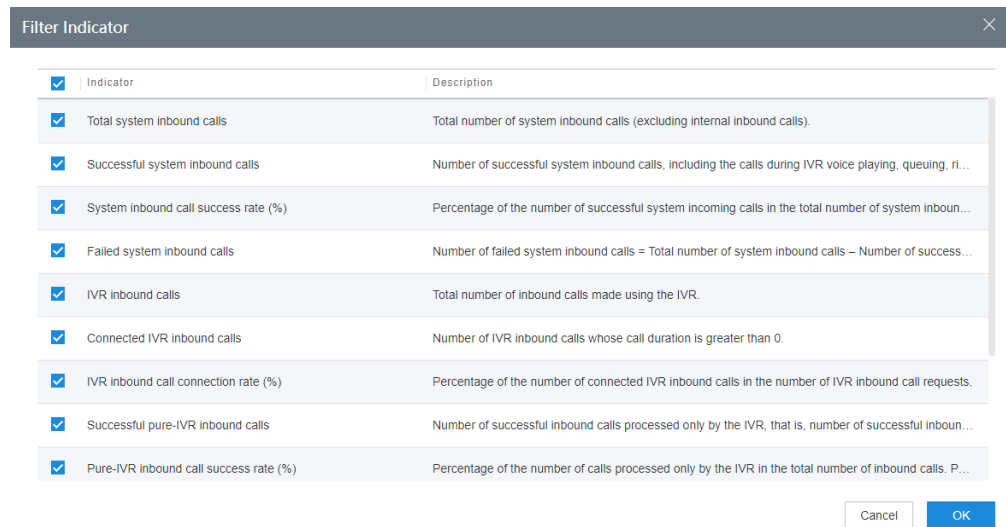 Filter Indicator
Indicator Description
Total system inbound calls Total number of system inbound calls (excluding internal inbound calls).
Successful system inbound calls Number of successful system inbound calls, including the calls during IVR voice playing, queuing, ri...
System inbound call success rate (%) Percentage of the number of successful system incoming calls in the total number of system inboun...
Failed system inbound calls Number of failed system inbound calls = Total number of system inbound calls – Number of success...
IVR inbound calls Total number of inbound calls made using the IVR.
Connected IVR inbound calls Number of IVR inbound calls whose call duration is greater than 0.
IVR inbound call connection rate (%) Percentage of the number of connected IVR inbound calls in the number of IVR inbound call requests.
Successful pure-IVR inbound calls Number of successful inbound calls processed only by the IVR, that is, number of successful inboun...
Pure-IVR inbound call success rate (%) Percentage of the number of calls processed only by the IVR in the total number of inbound calls. P...
Cancel OK